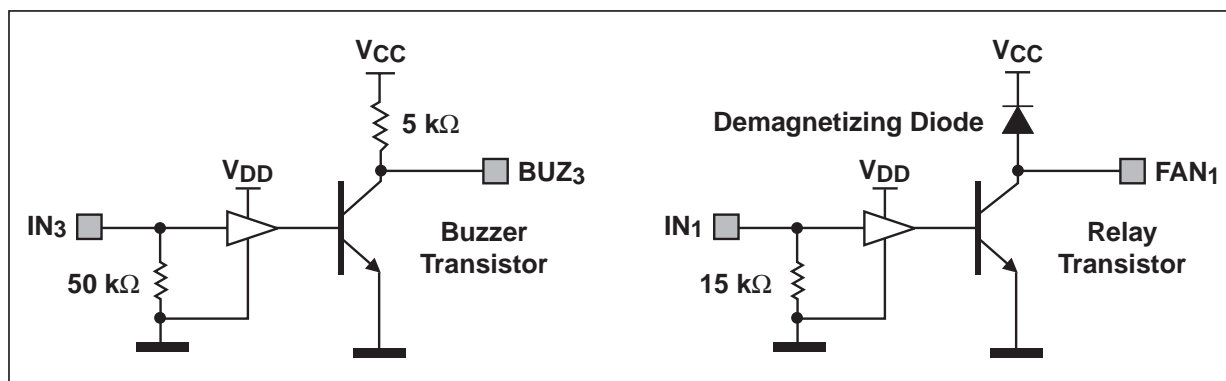 VCC
5 kΩ
VDD
BUZ3
IN3
Buzzer
Transistor
50 kΩ
VCC
Demagnetizing Diode
VDD
FAN1
IN1
Relay
Transistor
15 kΩ